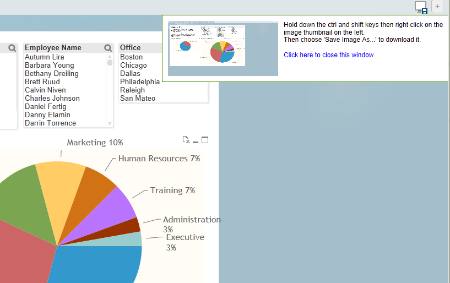 Hold down the ctrl and shift keys then right click on the
image thumbnail on the left.
Then choose 'Save Image As...' to download it
Click here to close this window
Employee Name
Autumn Lire
Barbara Young
Bethany Dreiling
Brett Ruud
Calvin Niven
Charles Johnson
Daniel Fertig
Danny Elamin
Darrin Torrence
Office
Boston
Chicago
Dallas
Philadelphia
Raleigh
San Mateo
Marketing 10%
Human Resources 7%
Training 7%
Administration
3%
Executive
3%